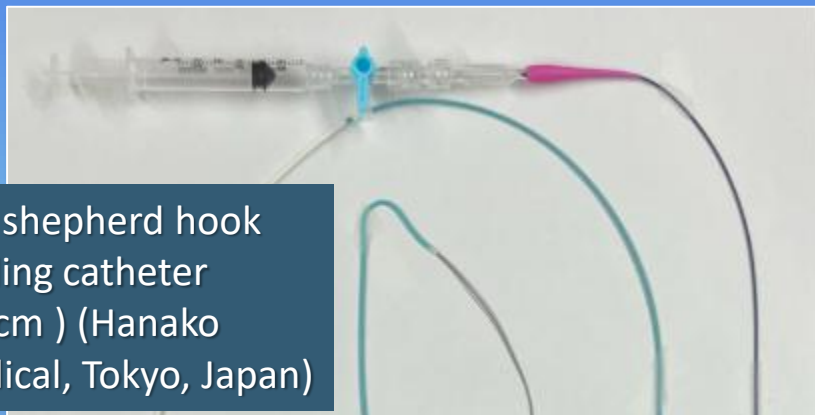 shepherd hook
ing catheter
cm ) (Hanako
lical, Tokyo, Japan)